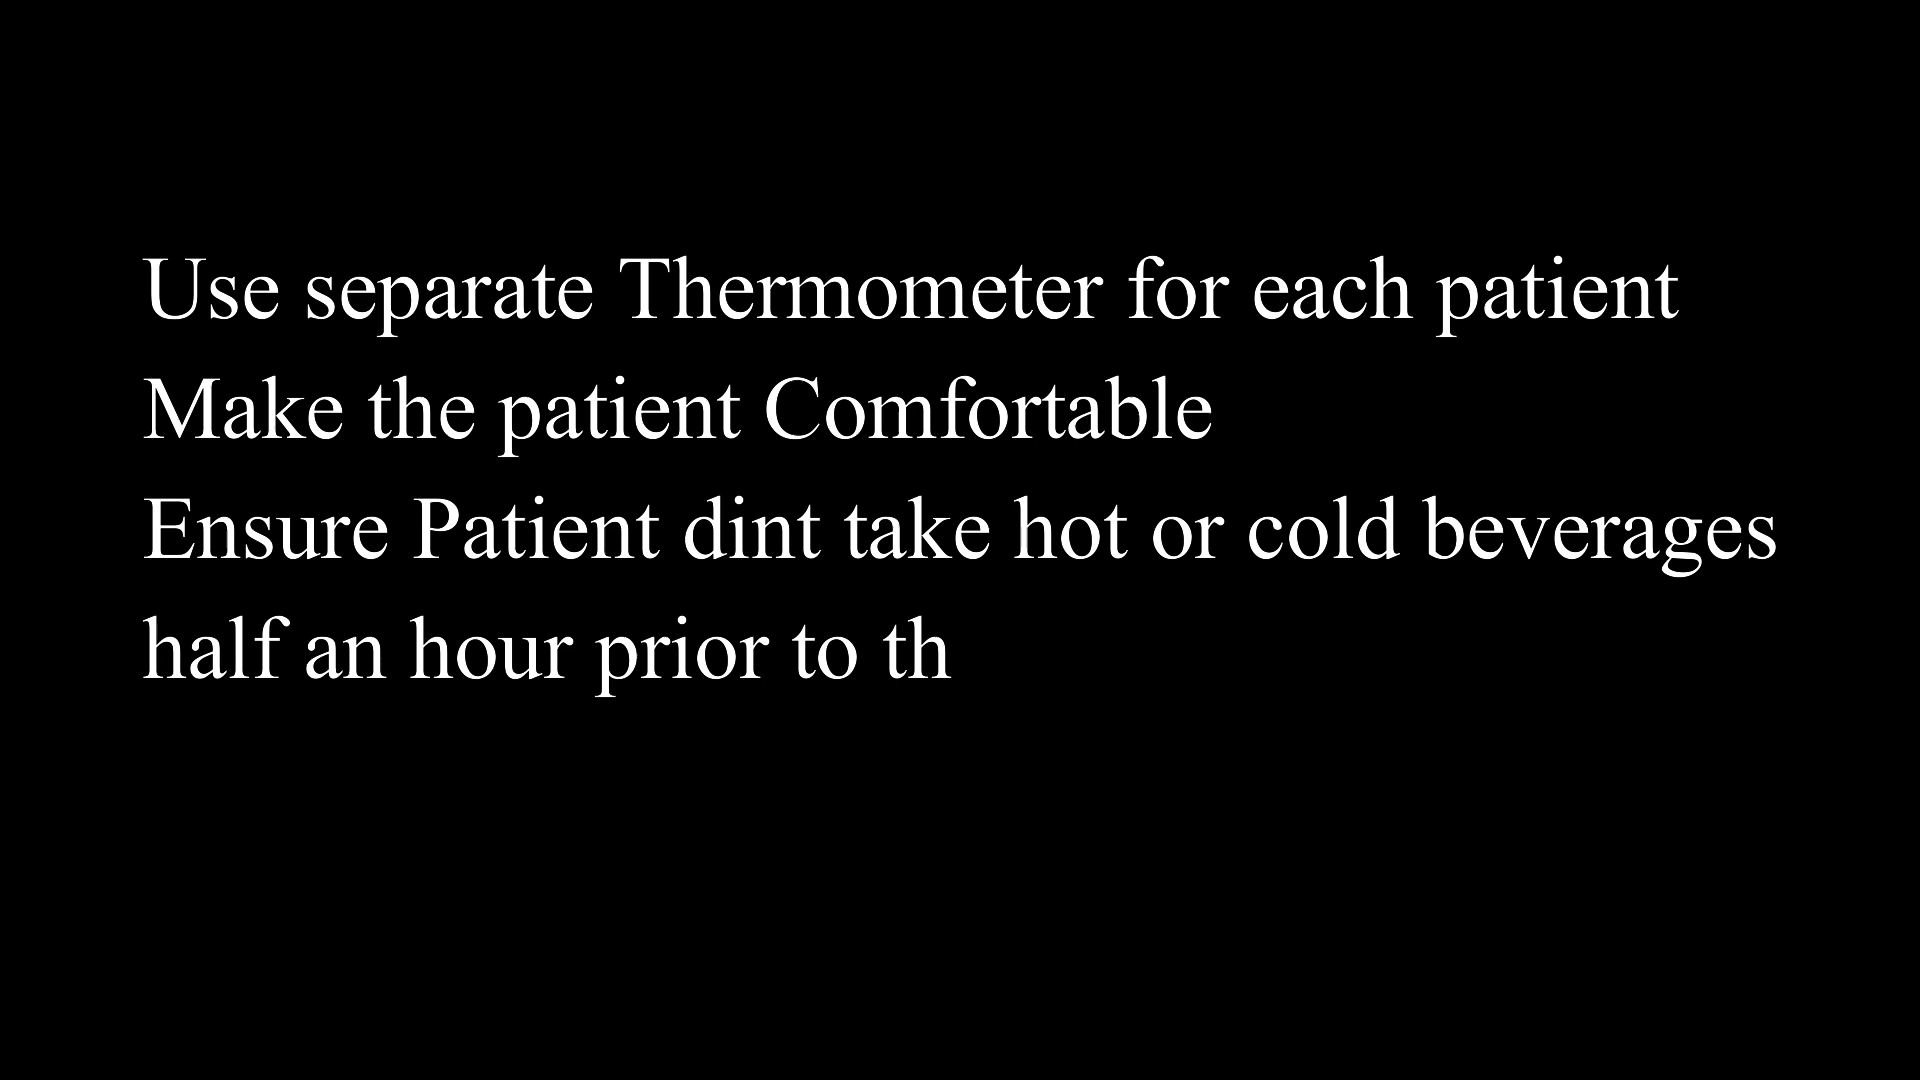 Use separate Thermometer for each patient
Make the patient Comfortable
Ensure Patient dint take hot or cold beverages
half an hour prior to th